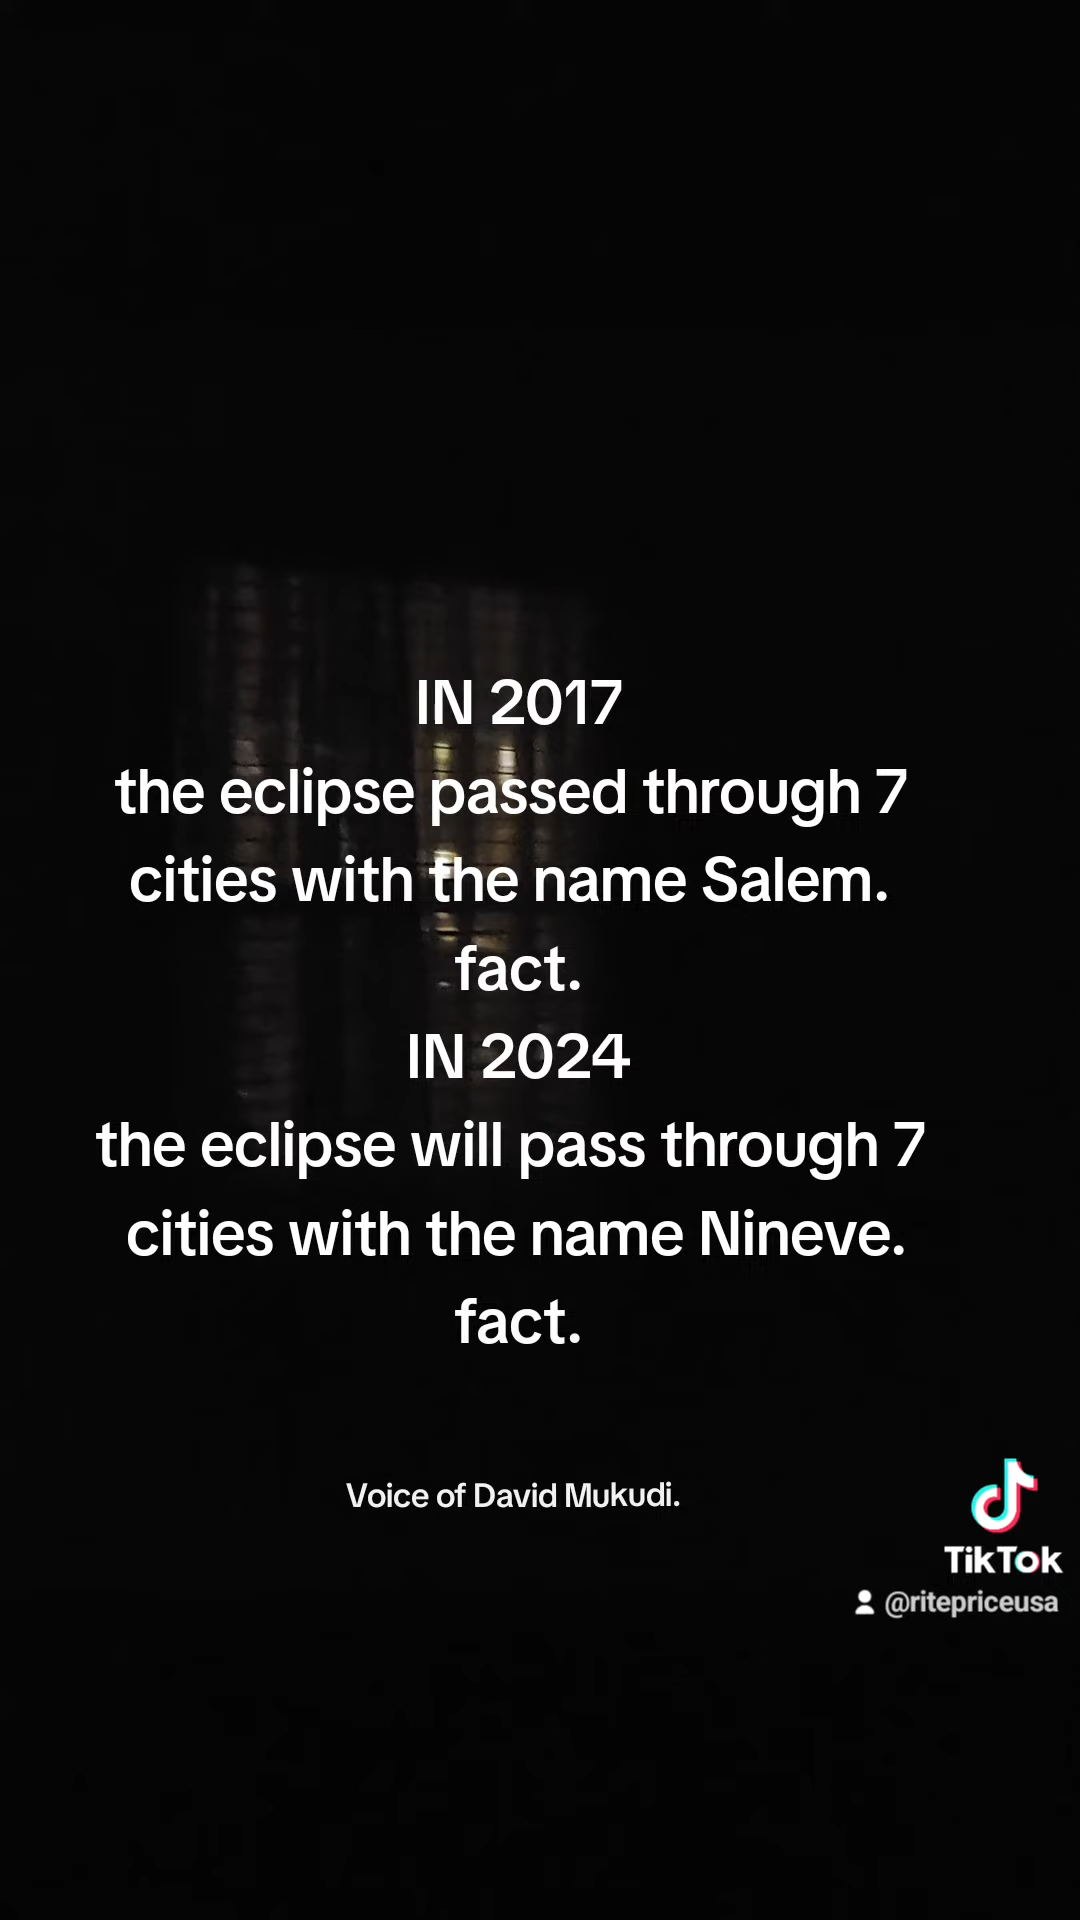 IN 2017
the eclipse passed through 7
cities with the name Salem.
fact.
IN 2024
the eclipse will pass through 7
cities with the name Nineve.
fact.
Voice of David Mukudi.
TikTok
@ritepriceusa